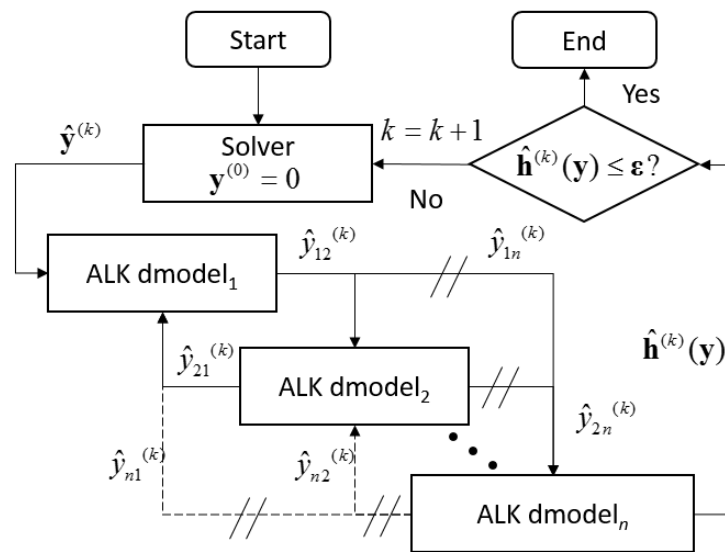 Start
End
Yes
ŷ^(k)
Solver
y^(0) = 0
k = k + 1
ĥ^(k)(y) ≤ ε?
No
ŷ₁₂^(k)
ŷ₁ₙ^(k)
ALK dmodel₁
ŷ₂₁^(k)
ALK dmodel₂
ĥ^(k)(y)
ŷ₂ₙ^(k)
ŷₙ₁^(k)
ŷₙ₂^(k)
ALK dmodelₙ